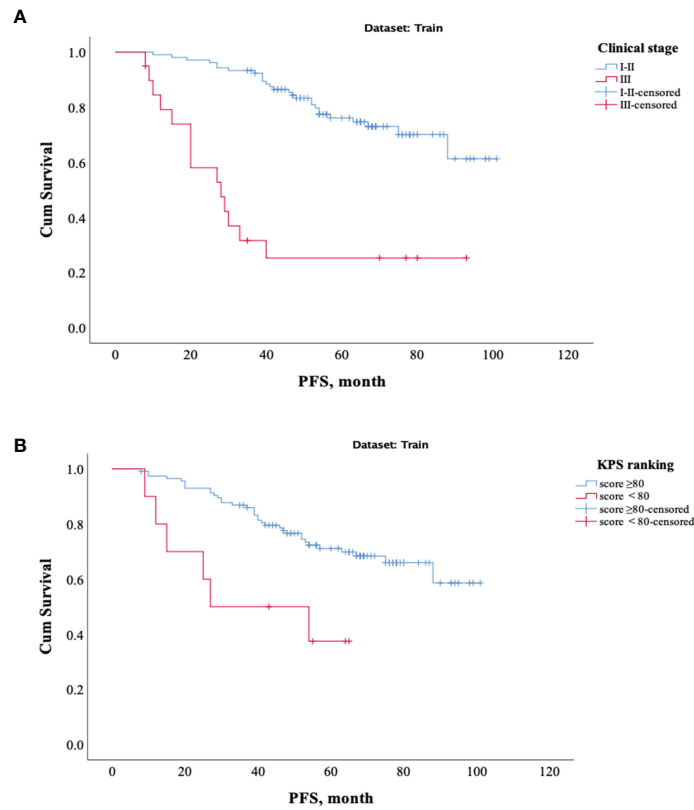 A
Dataset: Train
Clinical stage
I-II
III
I-II-censored
III-censored
Cum Survival
1.0
0.8
0.6
0.4
0.2
0.0
0 20 40 60 80 100 120
PFS, month
B
Dataset: Train
KPS ranking
score ≥80
score < 80
score ≥80-censored
score < 80-censored
Cum Survival
1.0
0.8
0.6
0.4
0.2
0.0
0 20 40 60 80 100 120
PFS, month